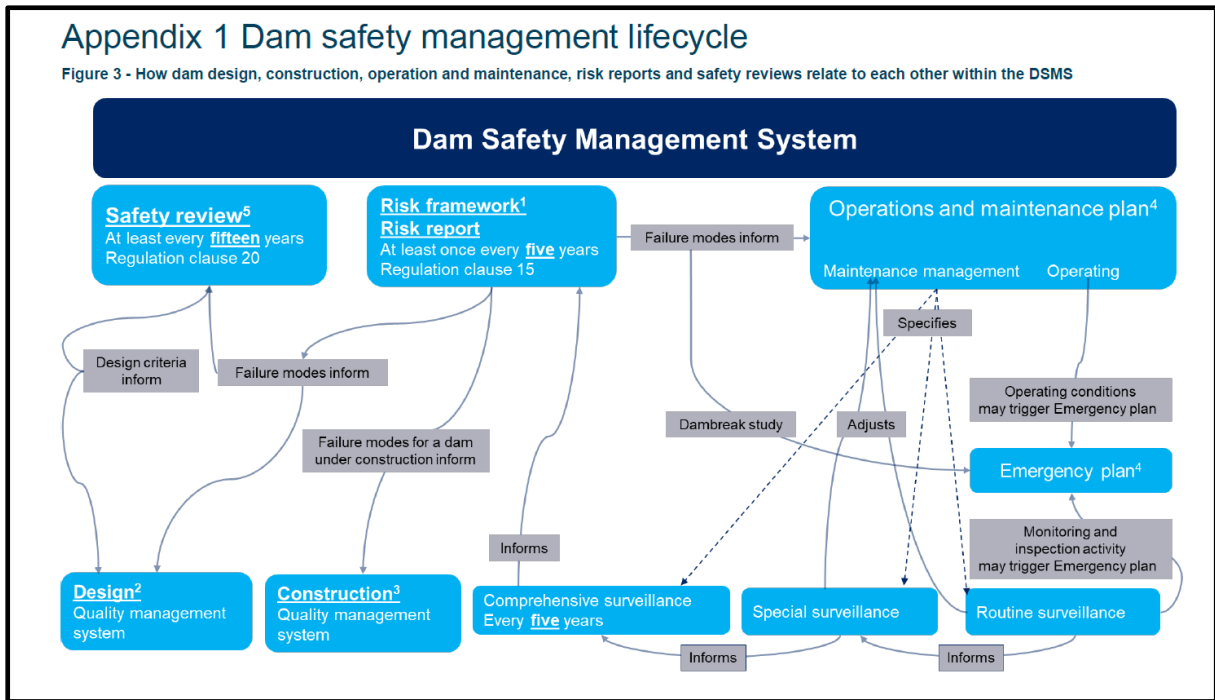 Appendix 1 Dam safety management lifecycle
Figure 3 - How dam design, construction, operation and maintenance, risk reports and safety reviews relate to each other within the DSMS
Dam Safety Management System
Safety review5
At least every fifteen years
Regulation clause 20
Risk framework1
Risk report
At least once every five years
Regulation clause 15
Failure modes inform
Operations and maintenance plan4
Maintenance management
Operating
Specifies
Design criteria
inform
Failure modes inform
Operating conditions
may trigger Emergency plan
Dambreak study
Adjusts
Failure modes for a dam
under construction inform
Emergency plan4
Informs
Monitoring and
inspection activity
may trigger Emergency plan
Design2
Quality management
system
Construction3
Quality management
system
Comprehensive surveillance
Every five years
Special surveillance
Routine surveillance
Informs
Informs